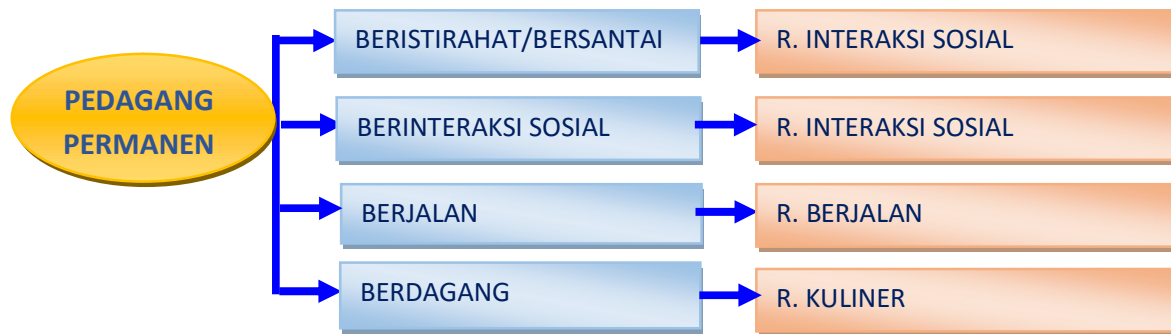 PEDAGANG
PERMANEN
BERISTIRAHAT/BERSANTAI
R. INTERAKSI SOSIAL
BERINTERAKSI SOSIAL
R. INTERAKSI SOSIAL
BERJALAN
R. BERJALAN
BERDAGANG
R. KULINER